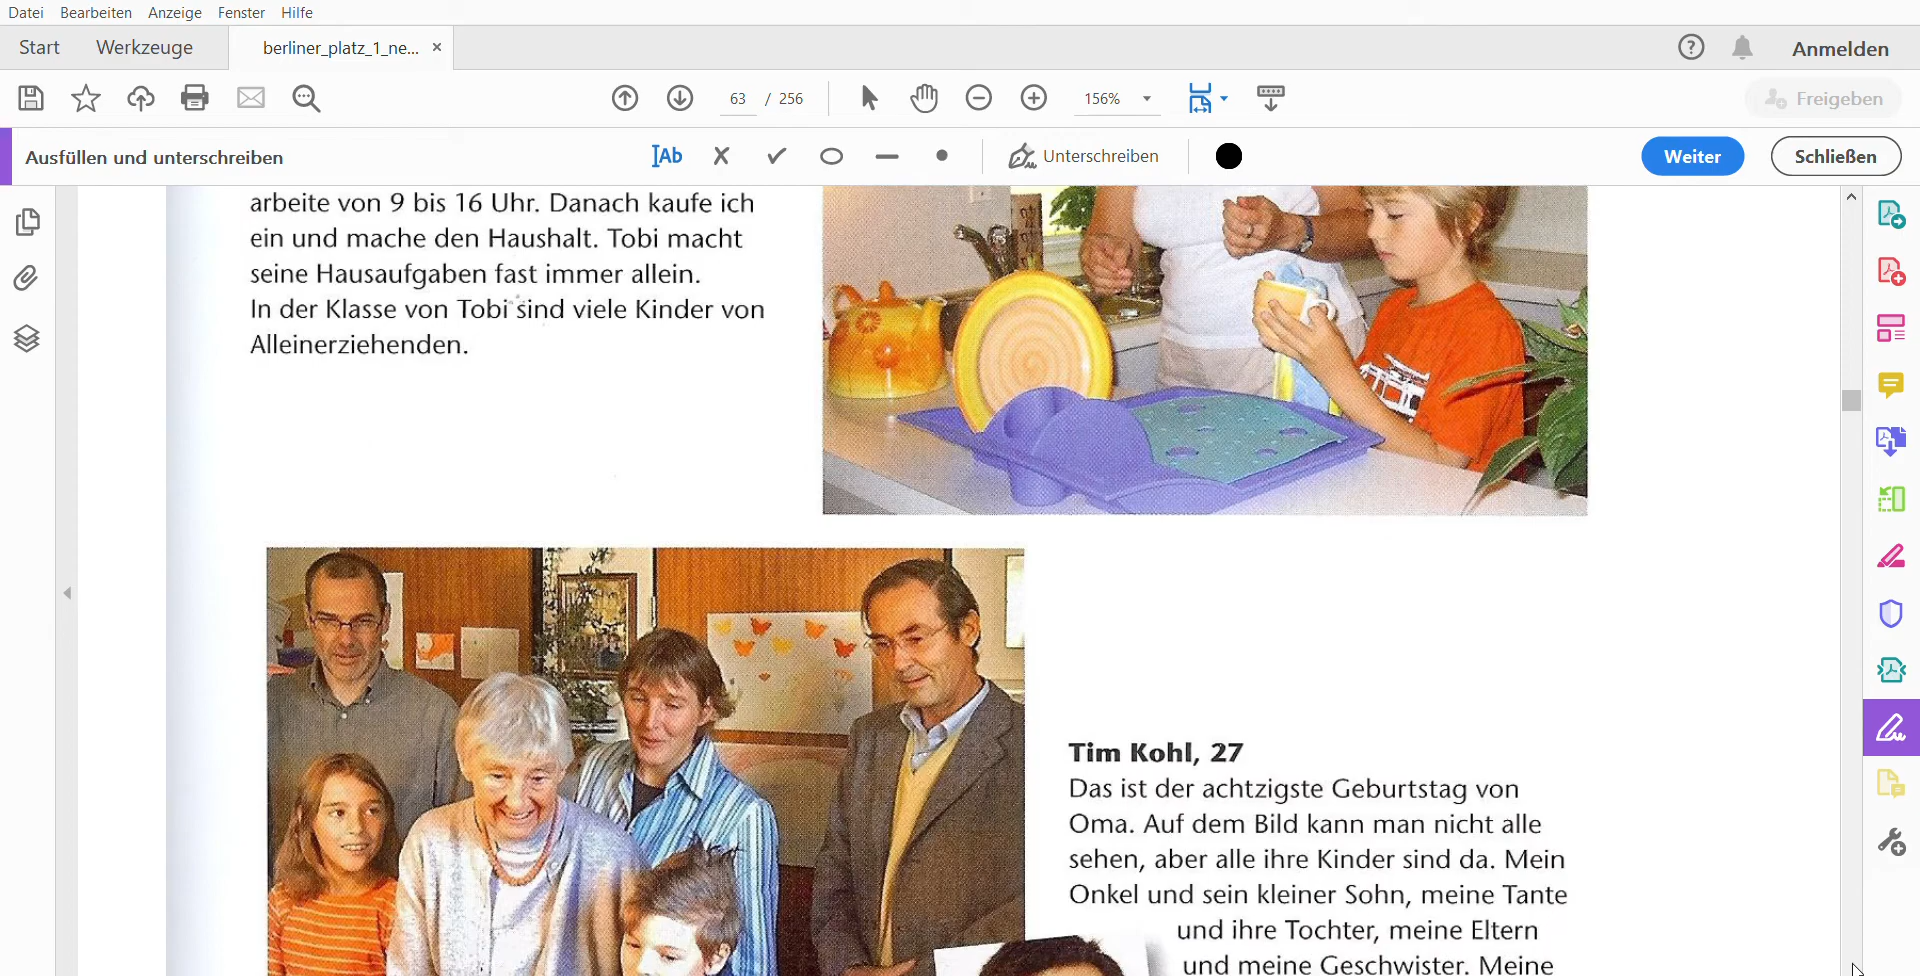 Datei Bearbeiten Anzeige Fenster Hilfe
Start Werkzeuge berliner_platz_1_ne... × Anmelden
63 / 256 156% Freigeben
Ausfüllen und unterschreiben Ab Unterschreiben Weiter Schließen
arbeite von 9 bis 16 Uhr. Danach kaufe ich
ein und mache den Haushalt. Tobi macht
seine Hausaufgaben fast immer allein.
In der Klasse von Tobi sind viele Kinder von
Alleinerziehenden.
Tim Kohl, 27
Das ist der achtzigste Geburtstag von
Oma. Auf dem Bild kann man nicht alle
sehen, aber alle ihre Kinder sind da. Mein
Onkel und sein kleiner Sohn, meine Tante
und ihre Tochter, meine Eltern
und meine Geschwister. Meine